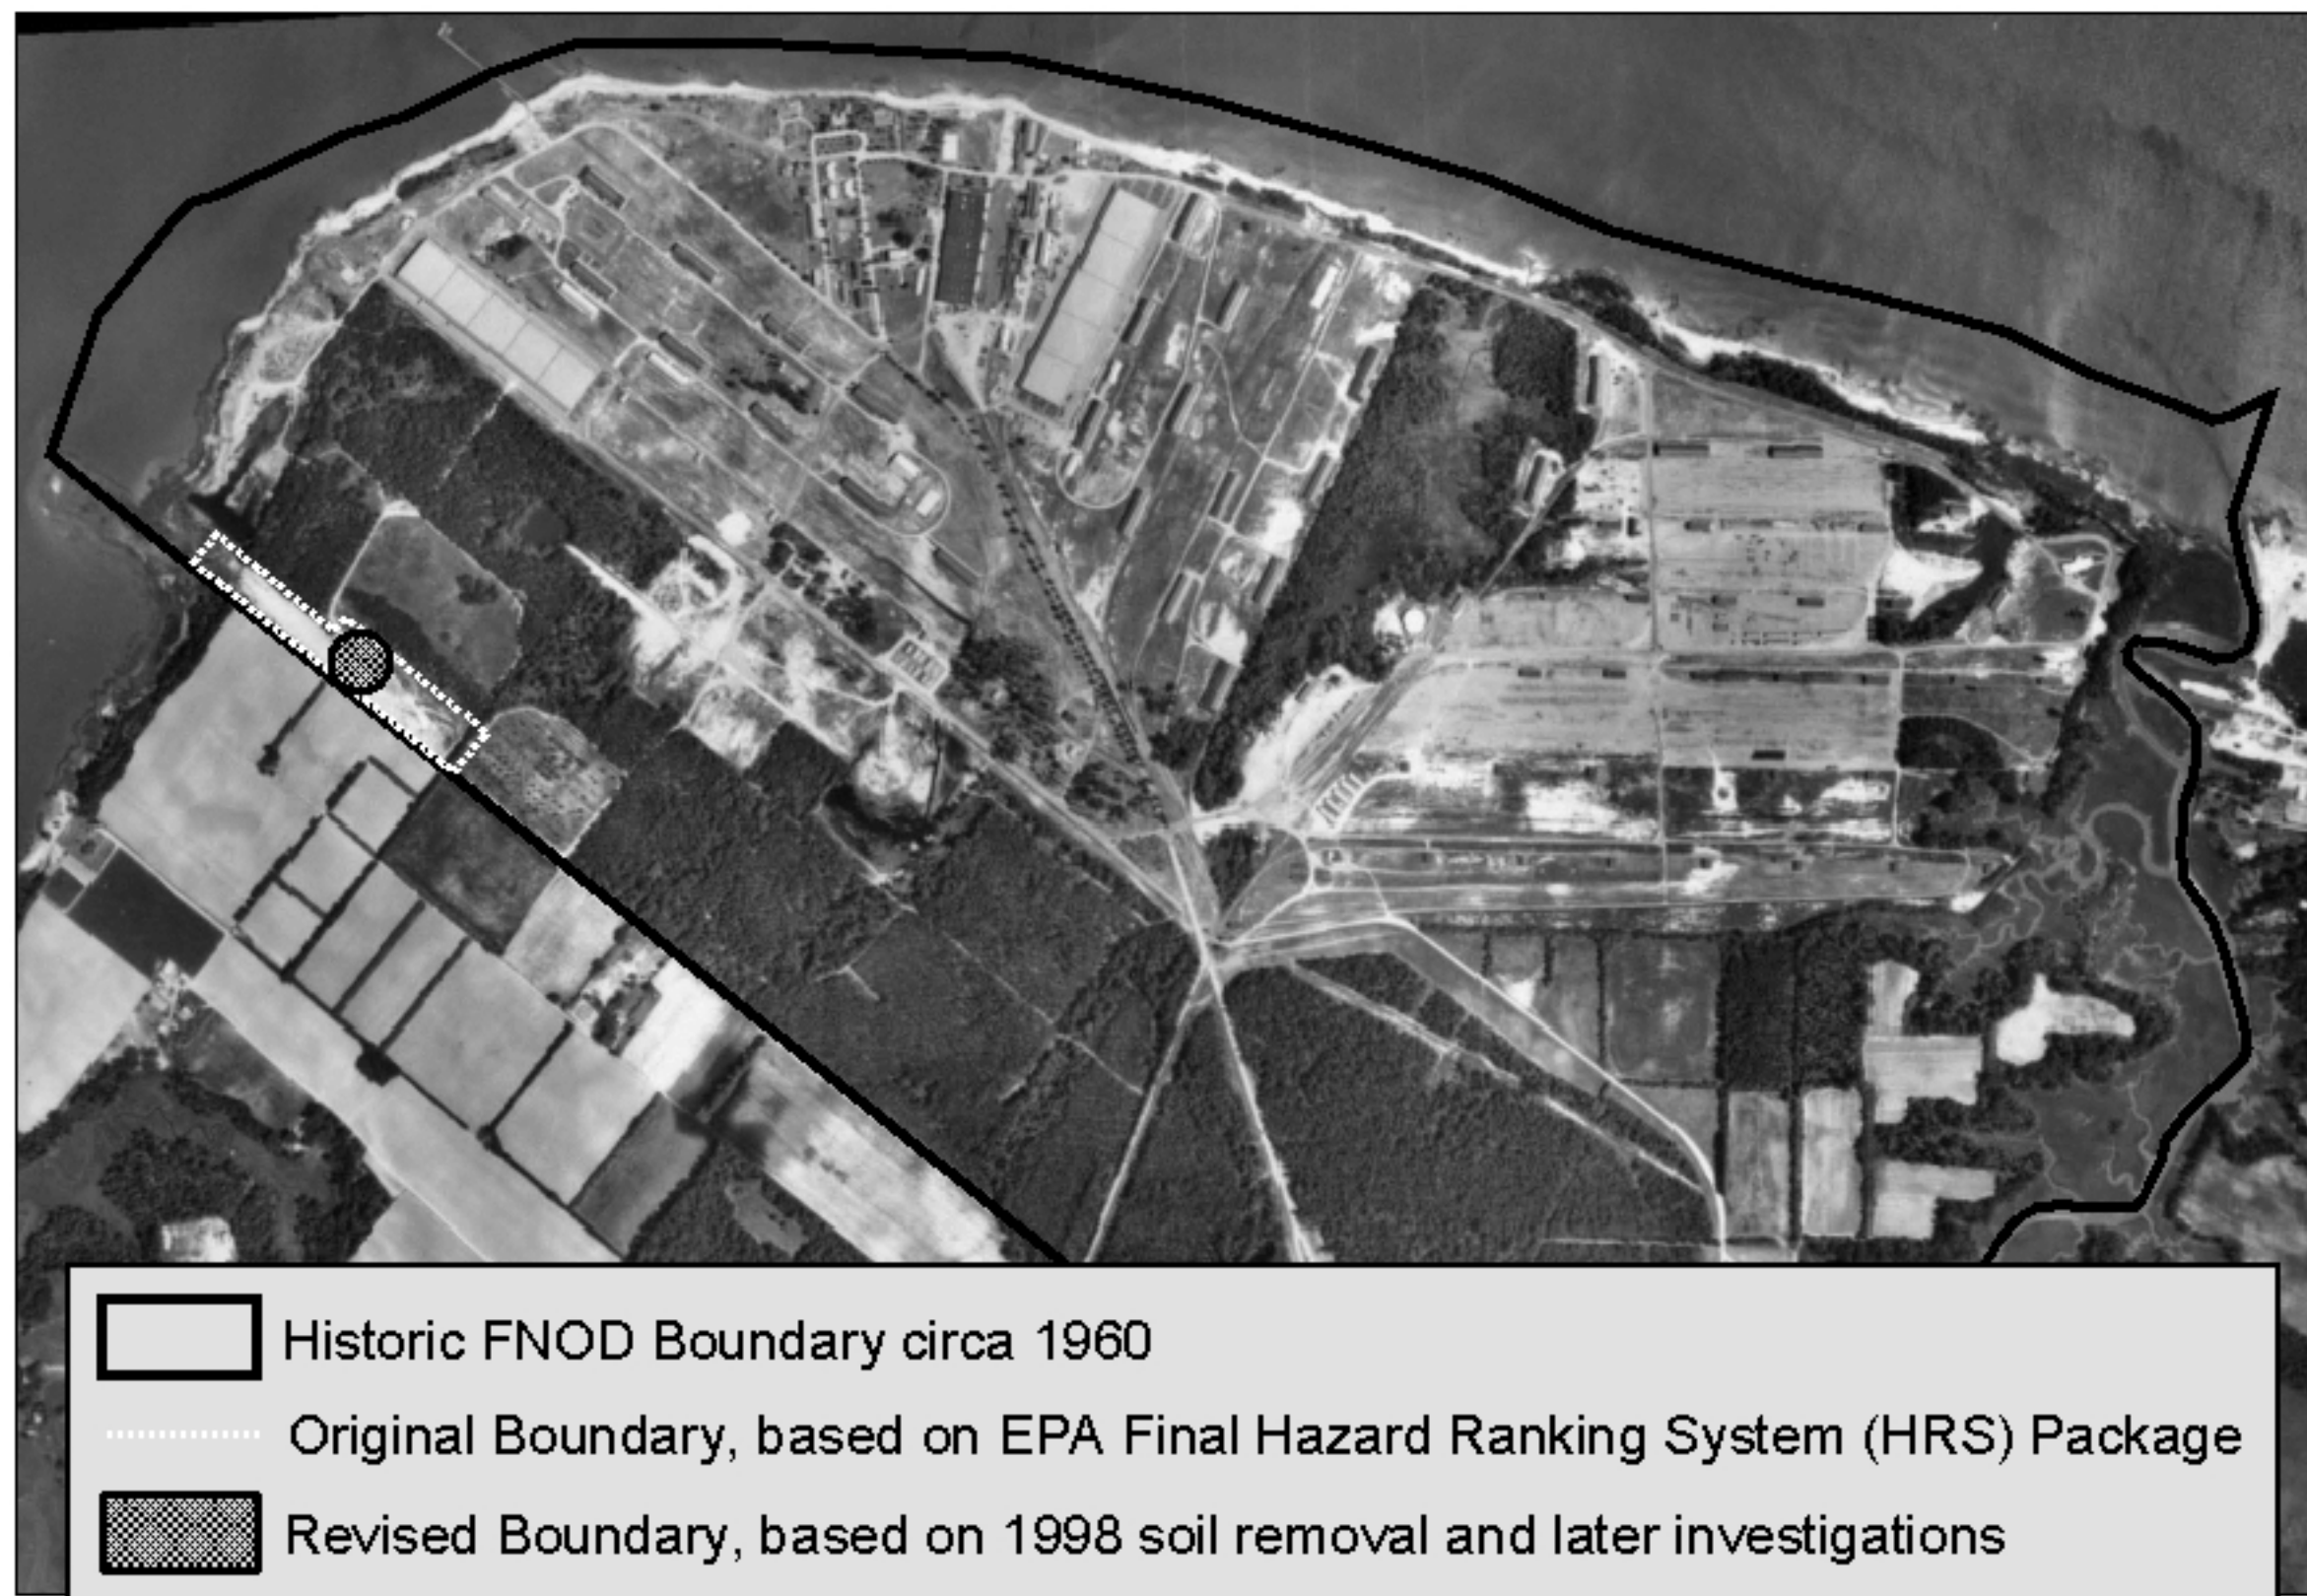 Historic FNOD Boundary circa 1960
Original Boundary, based on EPA Final Hazard Ranking System (HRS) Package
Revised Boundary, based on 1998 soil removal and later investigations